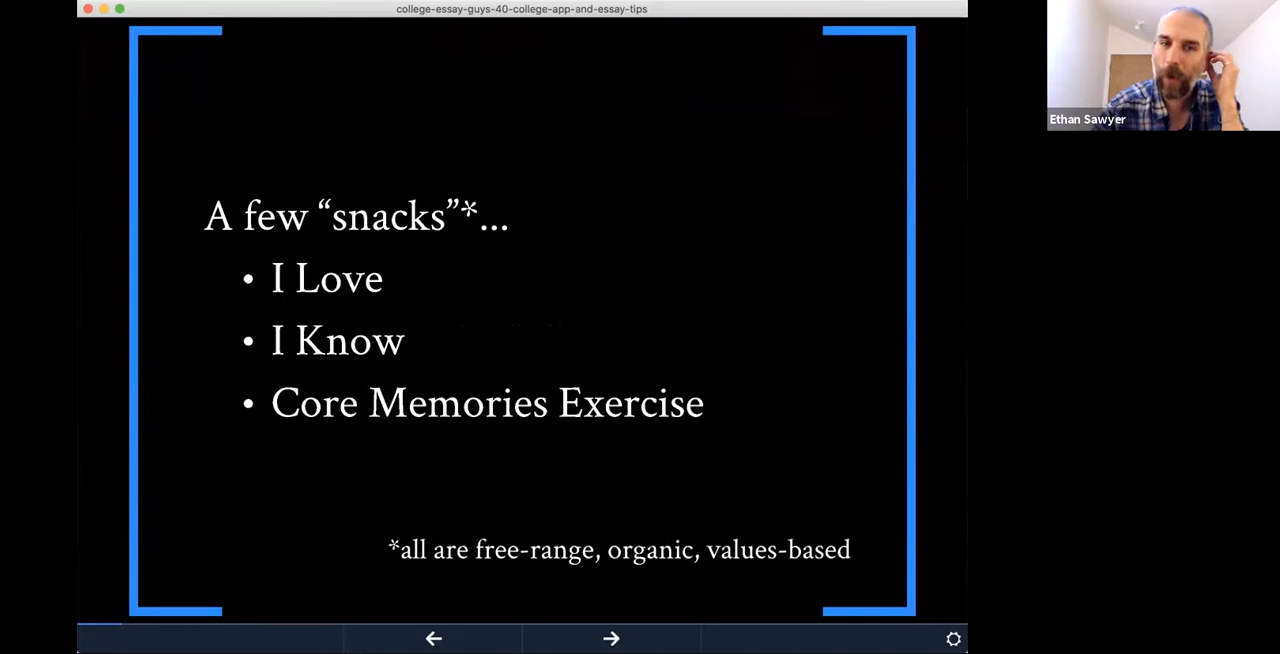 college-essay-guys-40-college-app-and-essay-tips
Ethan Sawyer
A few “snacks”*...
• I Love
• I Know
• Core Memories Exercise
*all are free-range, organic, values-based